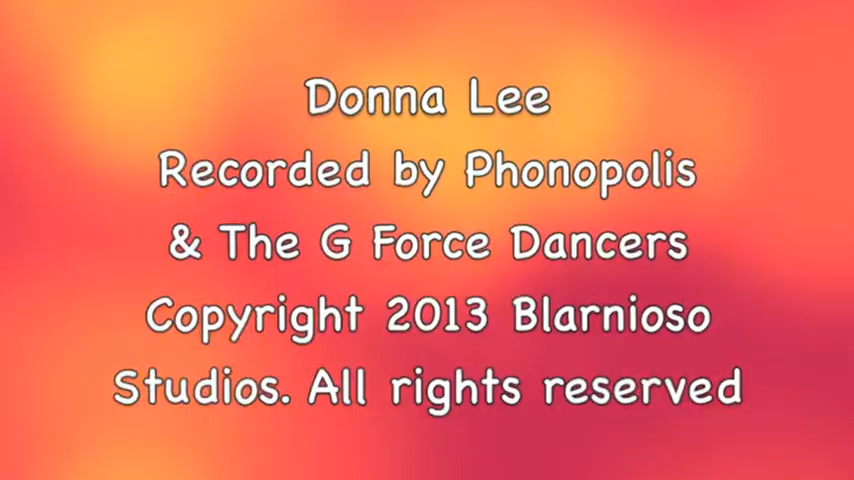 Donna Lee
Recorded by Phonopolis
& The G Force Dancers
Copyright 2013 Blarnioso
Studios. All rights reserved